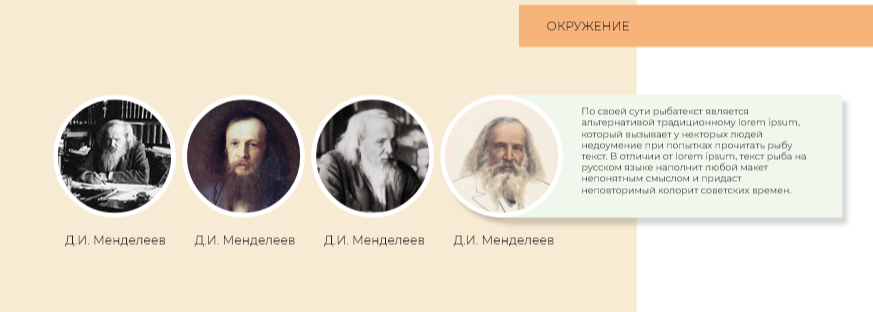 ОКРУЖЕНИЕ
По своей сути рыбатекст является
альтернативой традиционному lorem ipsum,
который вызывает у некторых людей
недоумение при попытках прочитать рыбу
текст. В отличии от lorem ipsum, текст рыба на
русском языке наполнит любой макет
непонятным смыслом и придаст
неповторимый колорит советских времен.
Д.И. Менделеев
Д.И. Менделеев
Д.И. Менделеев
Д.И. Менделеев